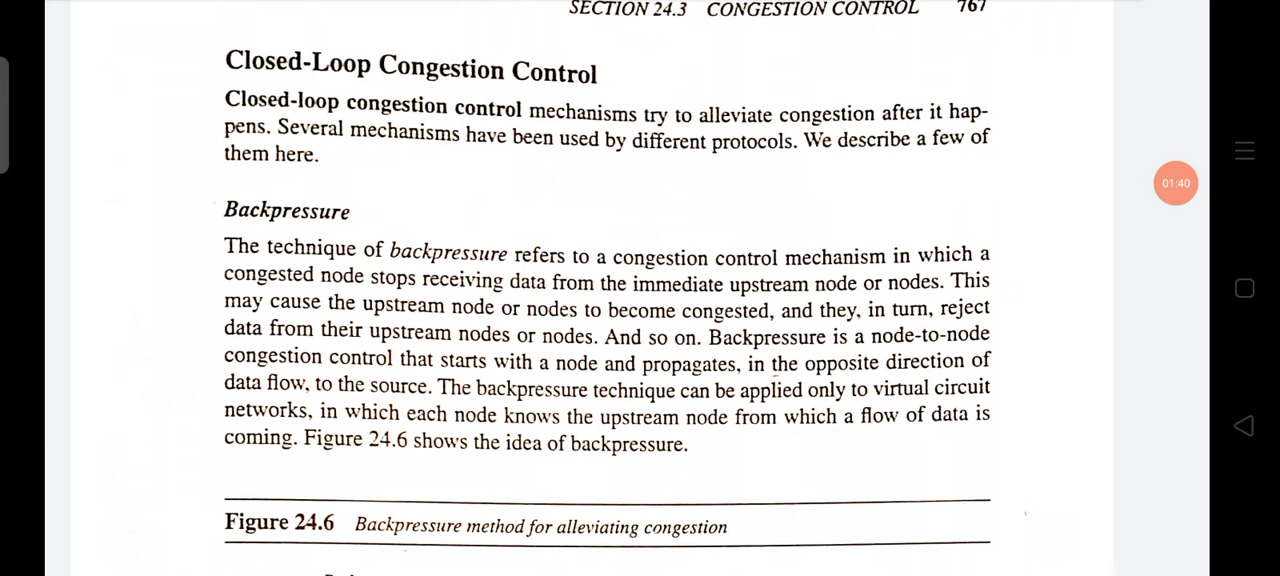 SECTION 24.3 CONGESTION CONTROL 767
Closed-Loop Congestion Control
Closed-loop congestion control mechanisms try to alleviate congestion after it hap-
pens. Several mechanisms have been used by different protocols. We describe a few of
them here.
Backpressure
The technique of backpressure refers to a congestion control mechanism in which a
congested node stops receiving data from the immediate upstream node or nodes. This
may cause the upstream node or nodes to become congested, and they, in turn, reject
data from their upstream nodes or nodes. And so on. Backpressure is a node-to-node
congestion control that starts with a node and propagates, in the opposite direction of
data flow, to the source. The backpressure technique can be applied only to virtual circuit
networks, in which each node knows the upstream node from which a flow of data is
coming. Figure 24.6 shows the idea of backpressure.
Figure 24.6 Backpressure method for alleviating congestion
01:40